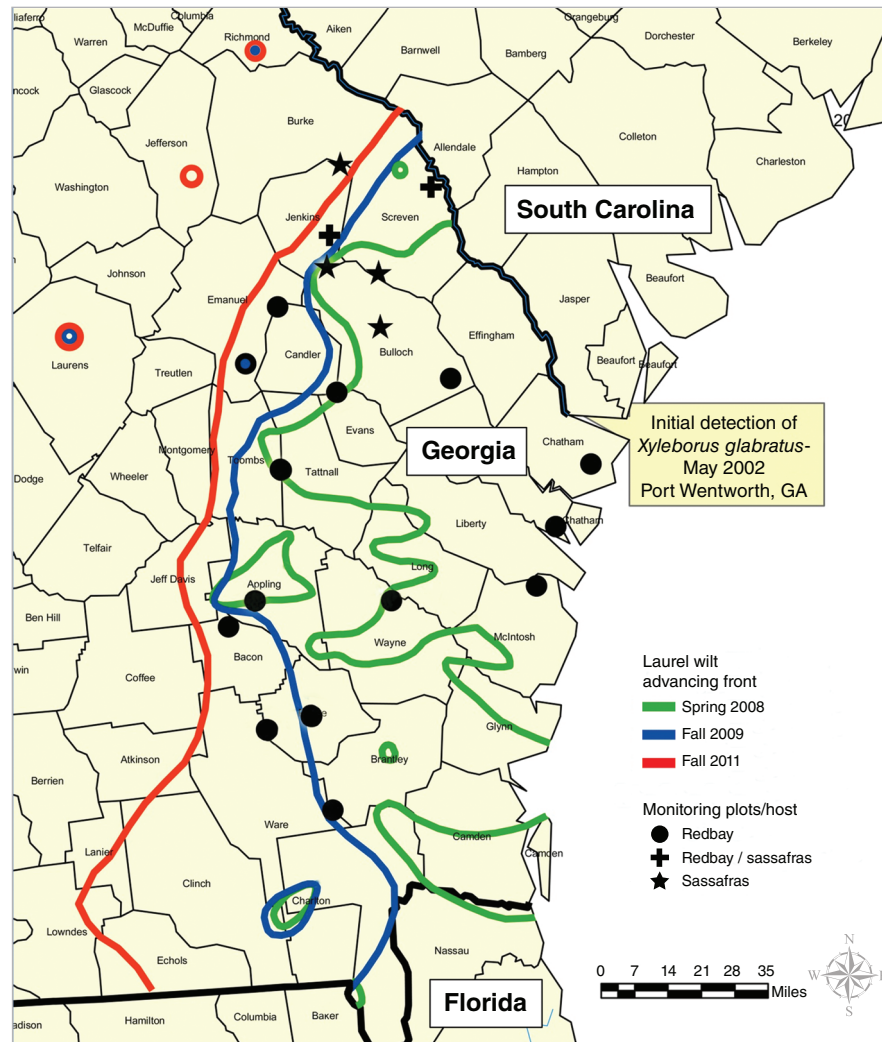 liaferro
Columbia
McDuffie
Warren
Richmond
Aiken
Orangeburg
Dorchester
Berkeley
Barnwell
Bamberg
ncock
Glascock
Burke
20
Jefferson
Allendale
Colleton
Charleston
Hampton
Washington
South Carolina
Jenkins
Screven
Johnson
Beaufort
Emanuel
Jasper
Effingham
Candler
Bulloch
Laurens
Treutlen
Beaufort
Beaufort
Initial detection of
Xyleborus glabratus-
May 2002
Port Wentworth, GA
Evans
Georgia
Chatham
Montgomery
Toombs
Tattnall
Dodge
Wheeler
Liberty
Chatham
Telfair
Long
Jeff Davis
Appling
Ben Hill
Wayne
McIntosh
Bacon
win
Coffee
Laurel wilt
advancing front
Spring 2008
Fall 2009
Fall 2011
Glynn
Atkinson
Brantley
Berrien
Monitoring plots/host
Redbay
Redbay / sassafras
Sassafras
Ware
Camden
Camden
Lanier
Clinch
Charlton
Lowndes
Echols
Nassau
N
W
E
S
0 7 14 21 28 35
Miles
Florida
adison
Hamilton
Columbia
Baker